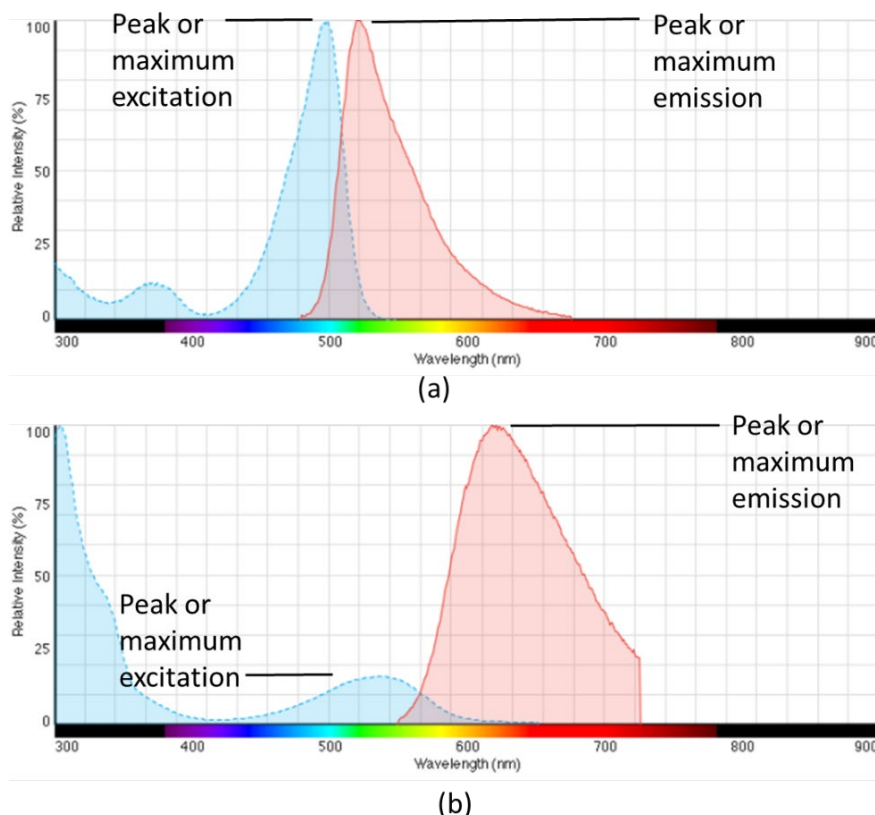 Peak or
maximum
excitation
Peak or
maximum
emission
Relative Intensity (%)
100
75
50
25
0
300 400 500 600 700 800 900
Wavelength (nm)
(a)
Peak or
maximum
emission
Peak or
maximum
excitation
Relative Intensity (%)
100
75
50
25
0
300 400 500 600 700 800 900
Wavelength (nm)
(b)